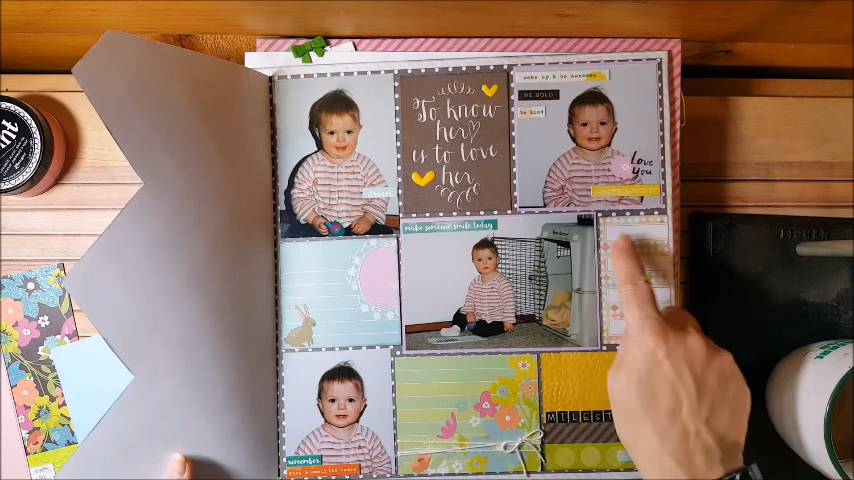 wake up & be awesome
BE BOLD
be kind
To know
her
is to love
her
Love
You
dream
make someone smile today
MILEST
remember
stop & smell the roses